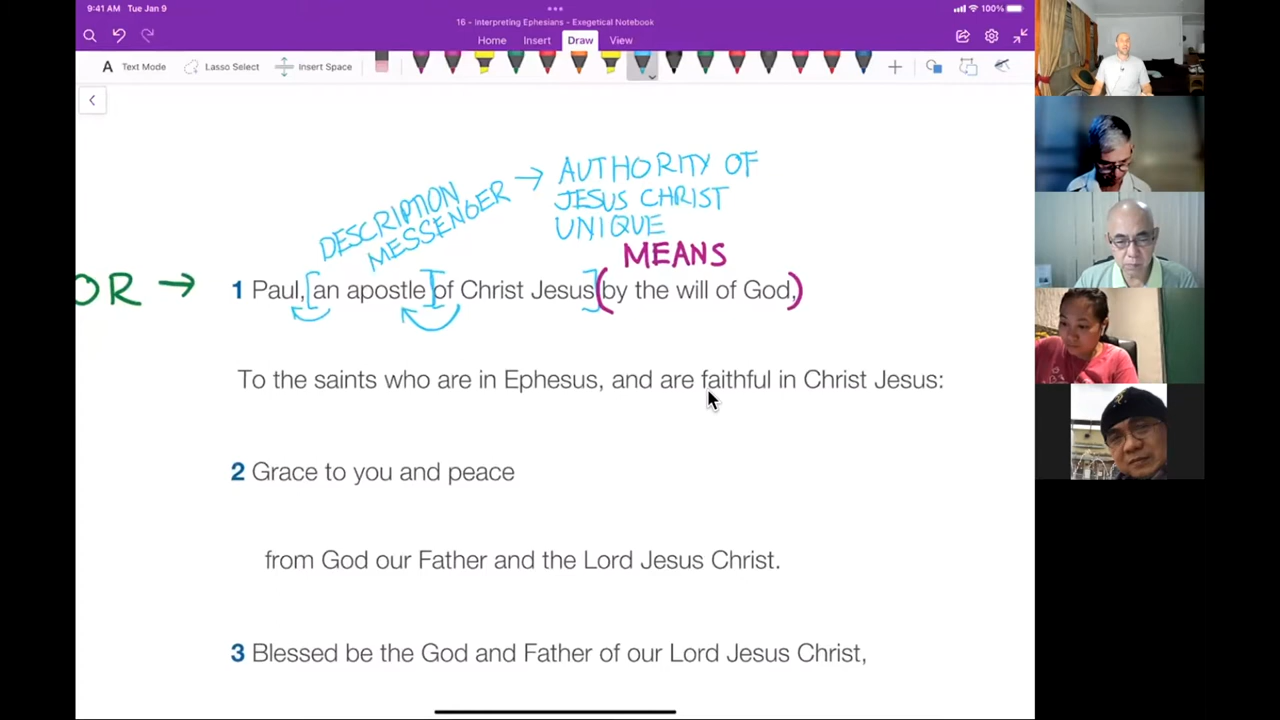 9:41 AM Tue Jan 9
100%
16 - Interpreting Ephesians - Exegetical Notebook
Home Insert Draw View
Text Mode Lasso Select Insert Space
DESCRIPTION
MESSENGER → AUTHORITY OF
JESUS CHRIST
UNIQUE
MEANS
OR →
1 Paul, [an apostle] of Christ Jesus] (by the will of God,)
To the saints who are in Ephesus, and are faithful in Christ Jesus:
2 Grace to you and peace
from God our Father and the Lord Jesus Christ.
3 Blessed be the God and Father of our Lord Jesus Christ,